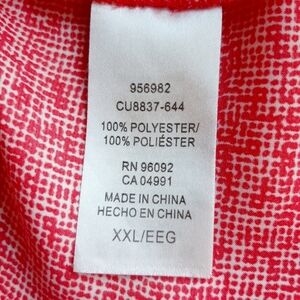 956982
CU8837-644
100% POLYESTER/
100% POLIÉSTER
RN 96092
CA 04991
MADE IN CHINA
HECHO EN CHINA
XXL/EEG